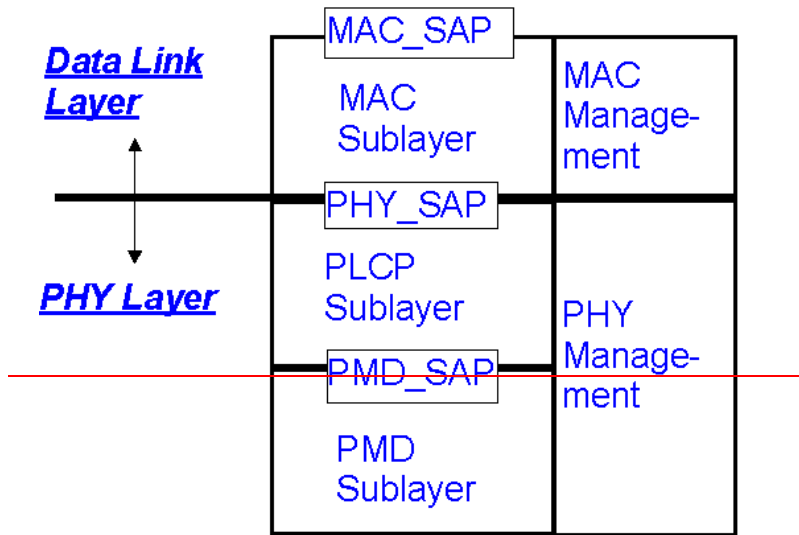 MAC_SAP
Data Link
Layer
MAC
Sublayer
MAC
Manage-
ment
PHY_SAP
PHY Layer
PLCP
Sublayer
PHY
Manage-
ment
PMD_SAP
PMD
Sublayer